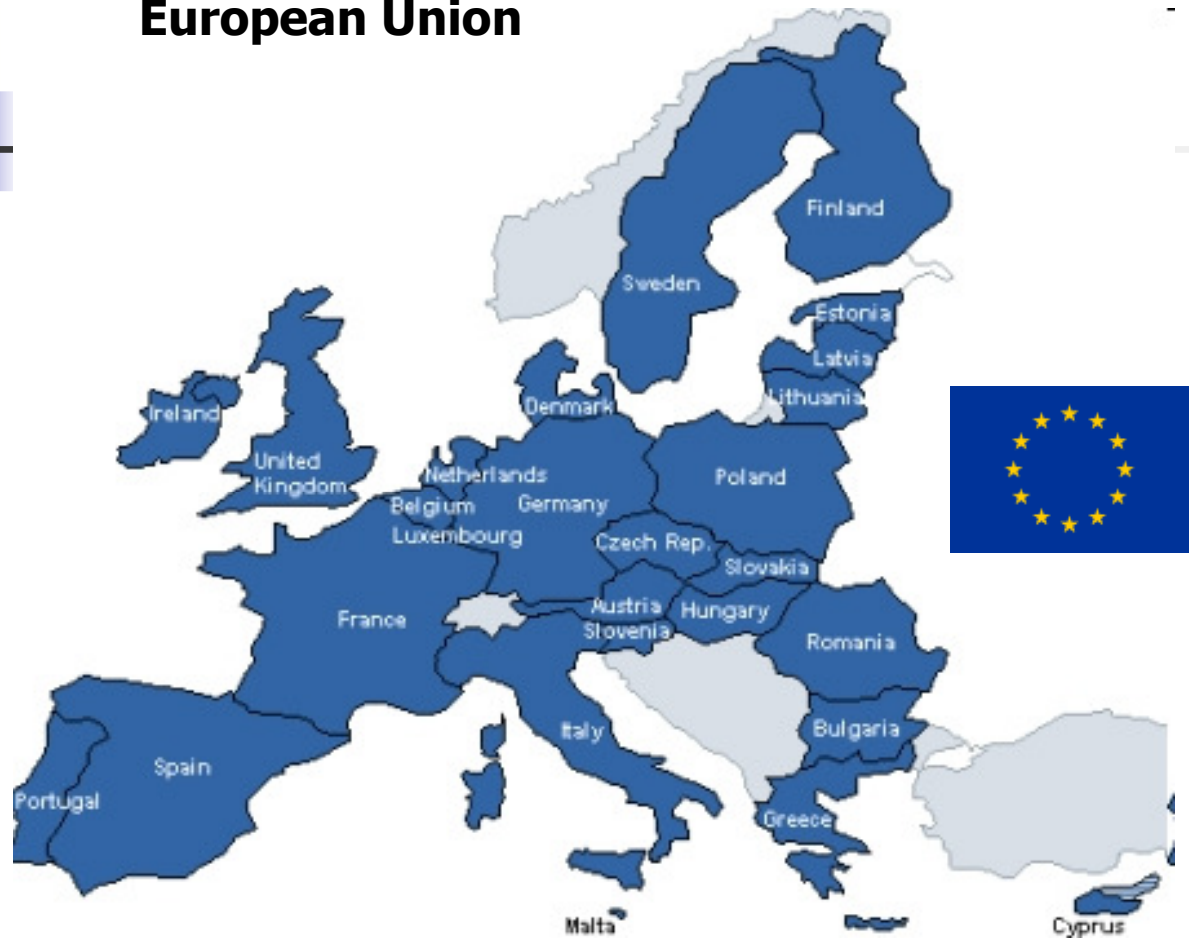 European Union
Finland
Sweden
Estonia
Latvia
Lithuania
Denmark
Ireland
United
Kingdom
Netherlands
Poland
Belgium
Germany
Luxembourg
Czech Rep.
Slovakia
Austria
Hungary
France
Slovenia
Romania
Italy
Bulgaria
Spain
Portugal
Greece
Malta
Cyprus